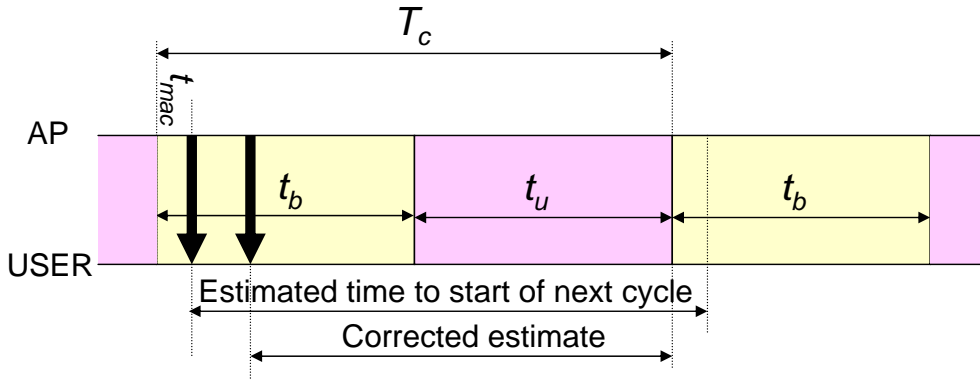 T_c
t_mac
AP
t_b
t_u
t_b
USER
Estimated time to start of next cycle
Corrected estimate